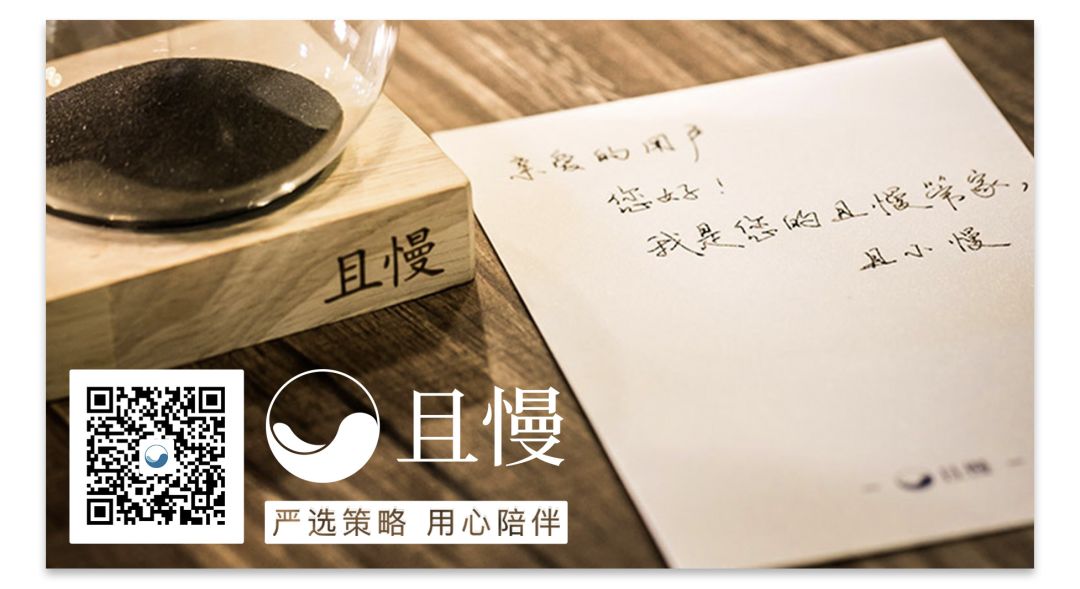 亲爱的用户
您好！
我是您的且慢管家，
且小慢
且慢
且慢
且慢
严选策略 用心陪伴